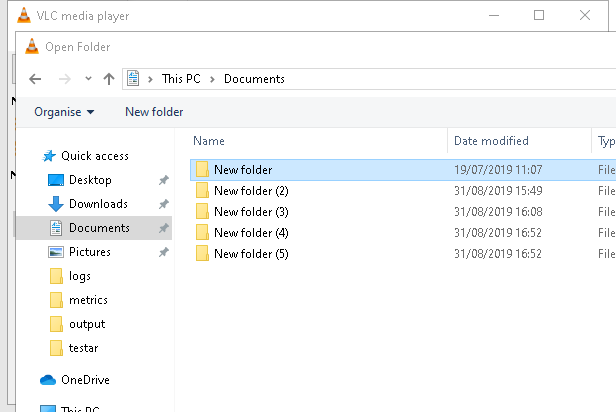 VLC media player
Open Folder
This PC > Documents
Organise New folder
Name Date modified Typ
Quick access
Desktop
Downloads
Documents
Pictures
logs
metrics
output
testar
OneDrive
This PC
New folder 19/07/2019 11:07 File
New folder (2) 31/08/2019 15:49 File
New folder (3) 31/08/2019 16:08 File
New folder (4) 31/08/2019 16:52 File
New folder (5) 31/08/2019 16:52 File